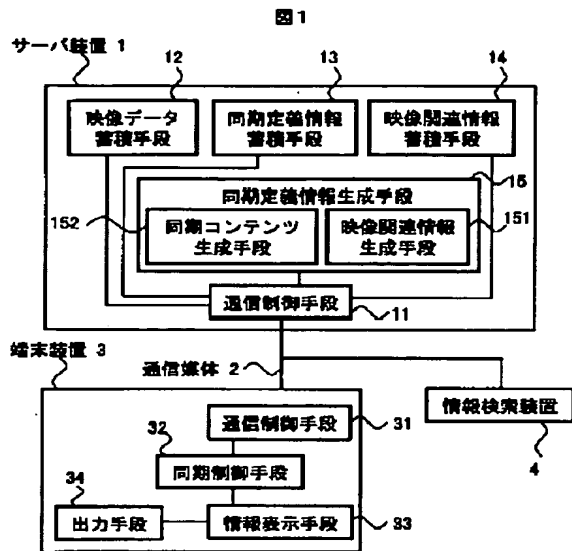 図1
サーバ装置 1
12
13
14
映像データ
蓄積手段
同期定義情報
蓄積手段
映像関連情報
蓄積手段
15
同期定義情報生成手段
152
同期コンテンツ
生成手段
映像関連情報
生成手段
151
通信制御手段
11
端末装置 3
通信媒体 2
通信制御手段
31
情報検索装置
4
32
同期制御手段
34
出力手段
情報表示手段
33